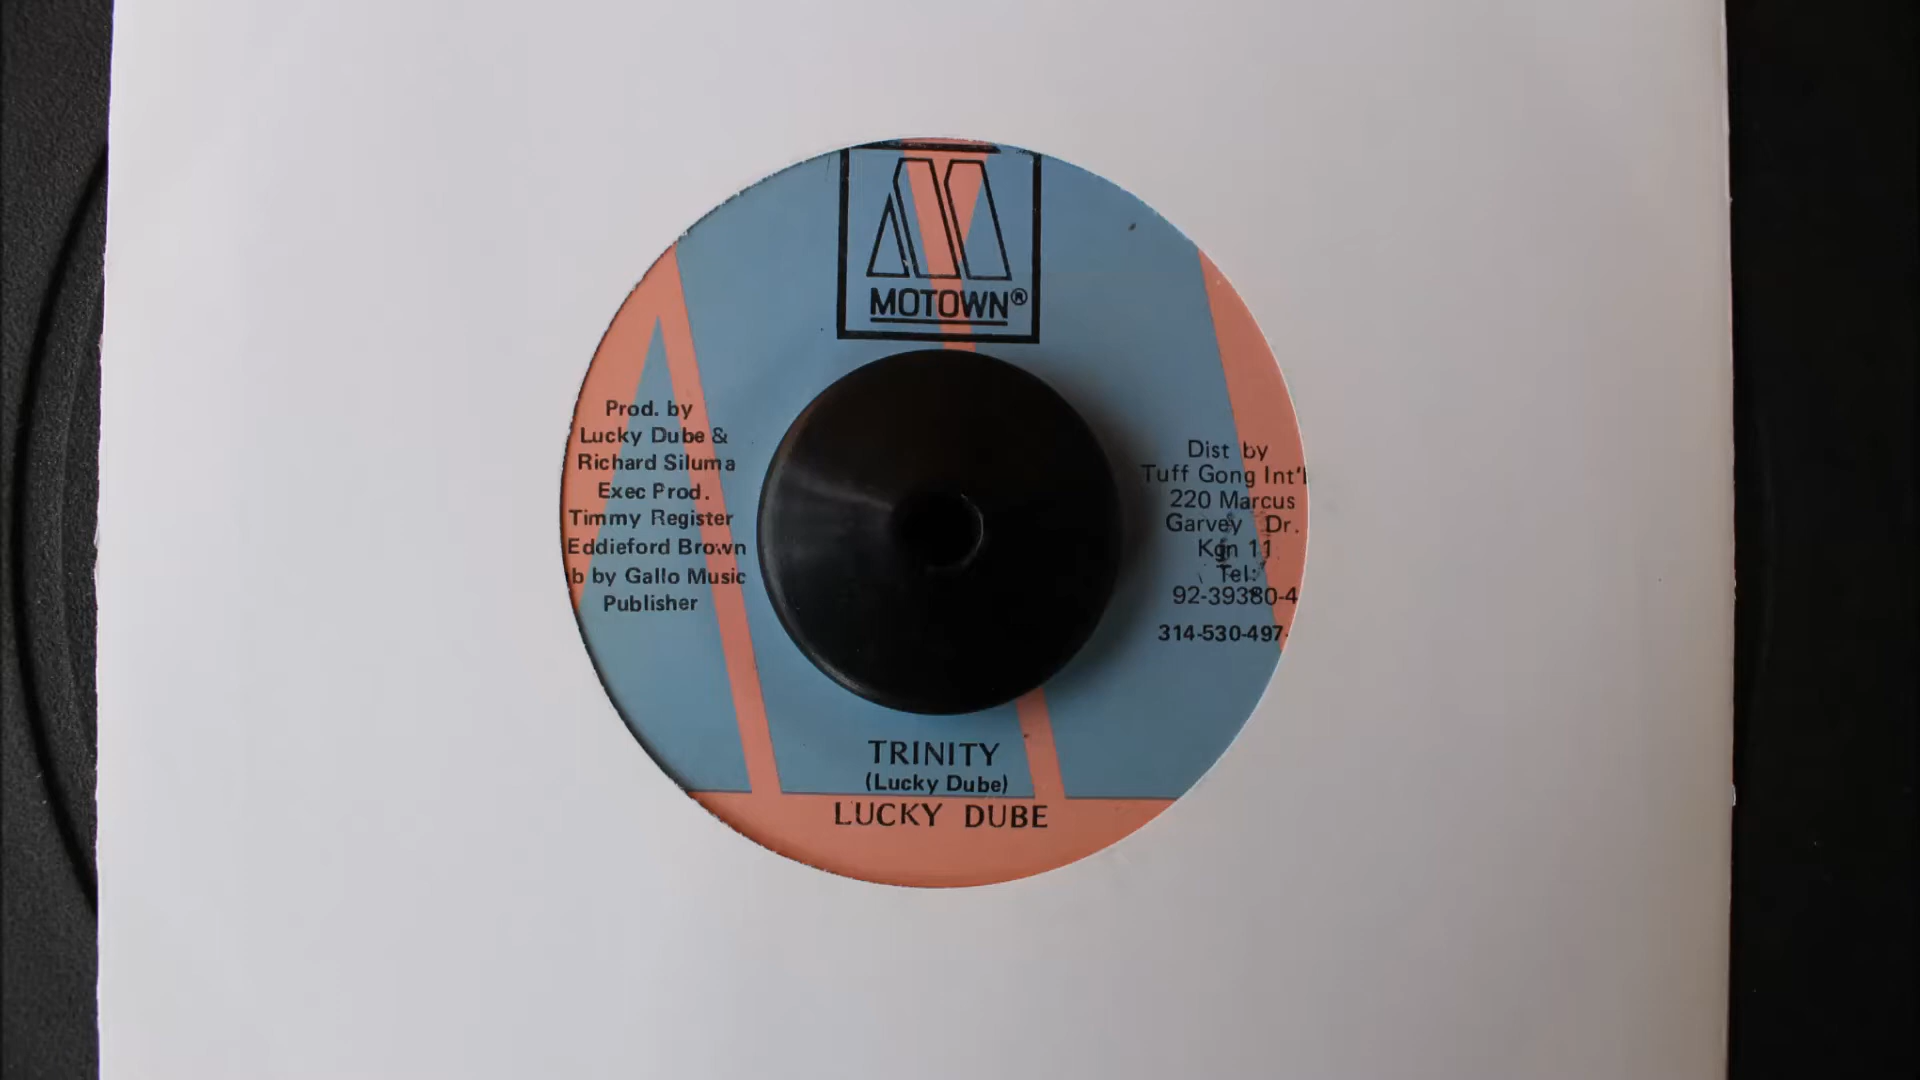 MOTOWN®
Prod. by
Lucky Dube &
Richard Siluma
Exec Prod.
Timmy Register
Eddieford Brown
b by Gallo Music
Publisher
Dist by
Tuff Gong Int'l
220 Marcus
Garvey Dr.
Kgn 11
Tel:
92-39380-4
314-530-497-
TRINITY
(Lucky Dube)
LUCKY DUBE